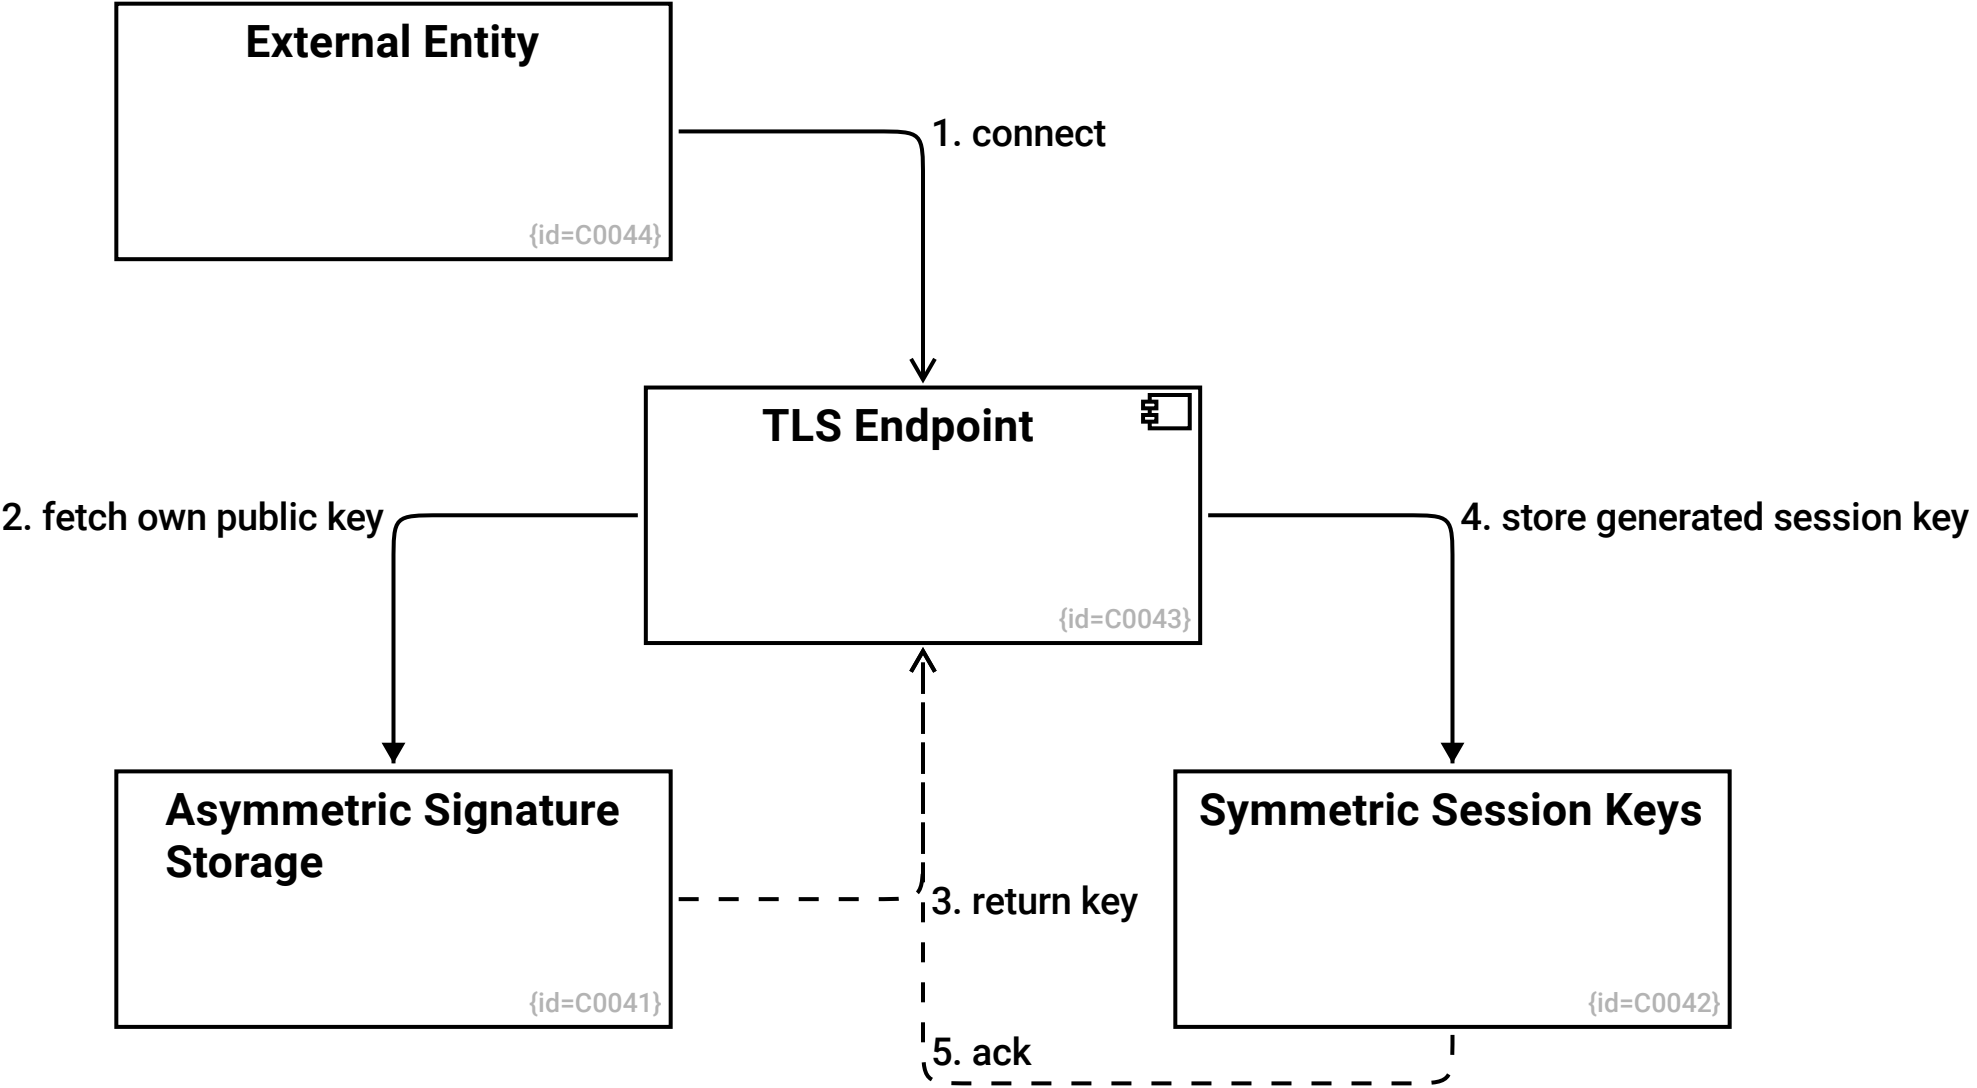 External Entity
{id=C0044}
1. connect
TLS Endpoint
{id=C0043}
2. fetch own public key
4. store generated session key
Asymmetric Signature
Storage
{id=C0041}
3. return key
Symmetric Session Keys
{id=C0042}
5. ack